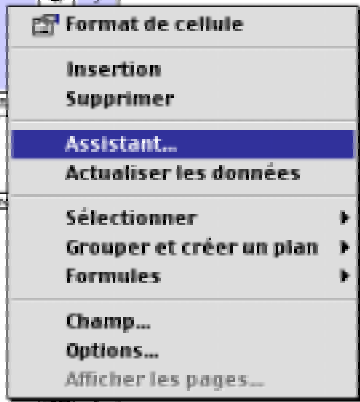 Format de cellule
Insertion
Supprimer
Assistant...
Actualiser les données
Sélectionner
Grouper et créer un plan
Formules
Champ...
Options...
Afficher les pages...